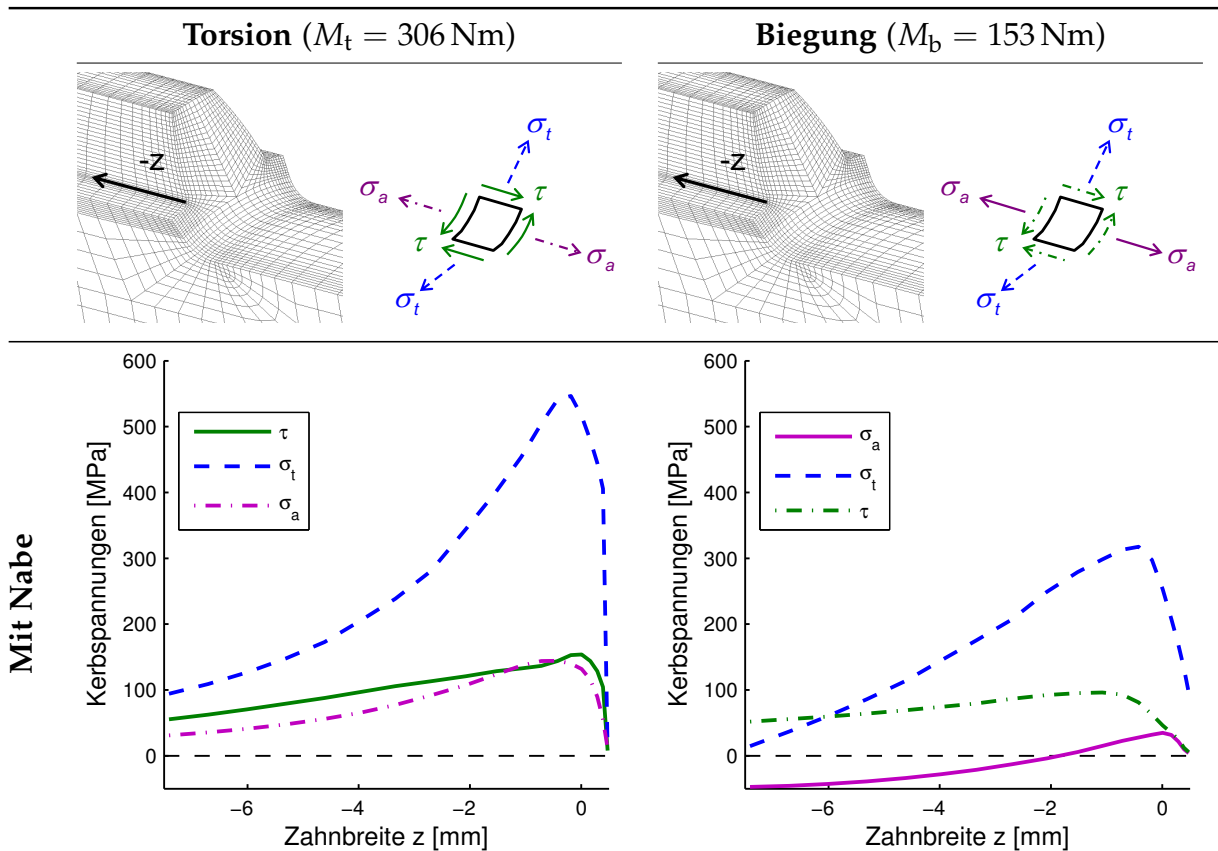 Torsion (Mt = 306 Nm)
Biegung (Mb = 153 Nm)
-z
σt
σa
τ
τ
σa
σt
-z
σt
σa
τ
τ
σa
σt
Mit Nabe
Kerbspannungen [MPa]
600
500
400
300
200
100
0
τ
σt
σa
−6
−4
−2
0
Zahnbreite z [mm]
Kerbspannungen [MPa]
600
500
400
300
200
100
0
σa
σt
τ
−6
−4
−2
0
Zahnbreite z [mm]